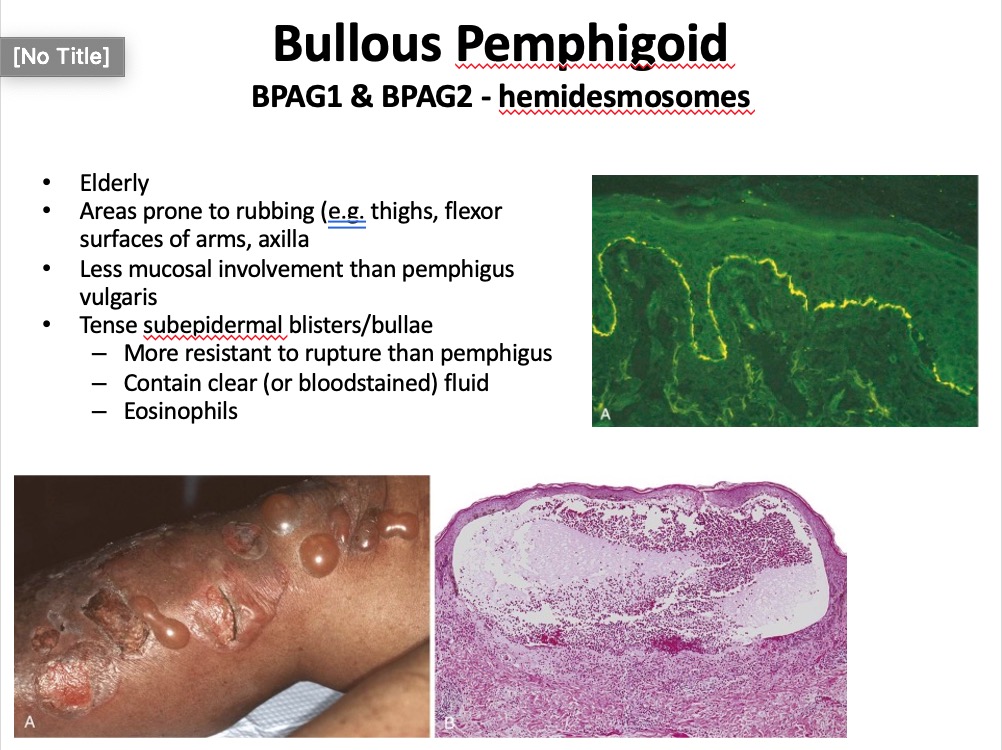 [No Title]
Bullous Pemphigoid
BPAG1 & BPAG2 - hemidesmosomes
• Elderly
• Areas prone to rubbing (e.g. thighs, flexor
surfaces of arms, axilla
• Less mucosal involvement than pemphigus
vulgaris
• Tense subepidermal blisters/bullae
– More resistant to rupture than pemphigus
– Contain clear (or bloodstained) fluid
– Eosinophils
A
A
B